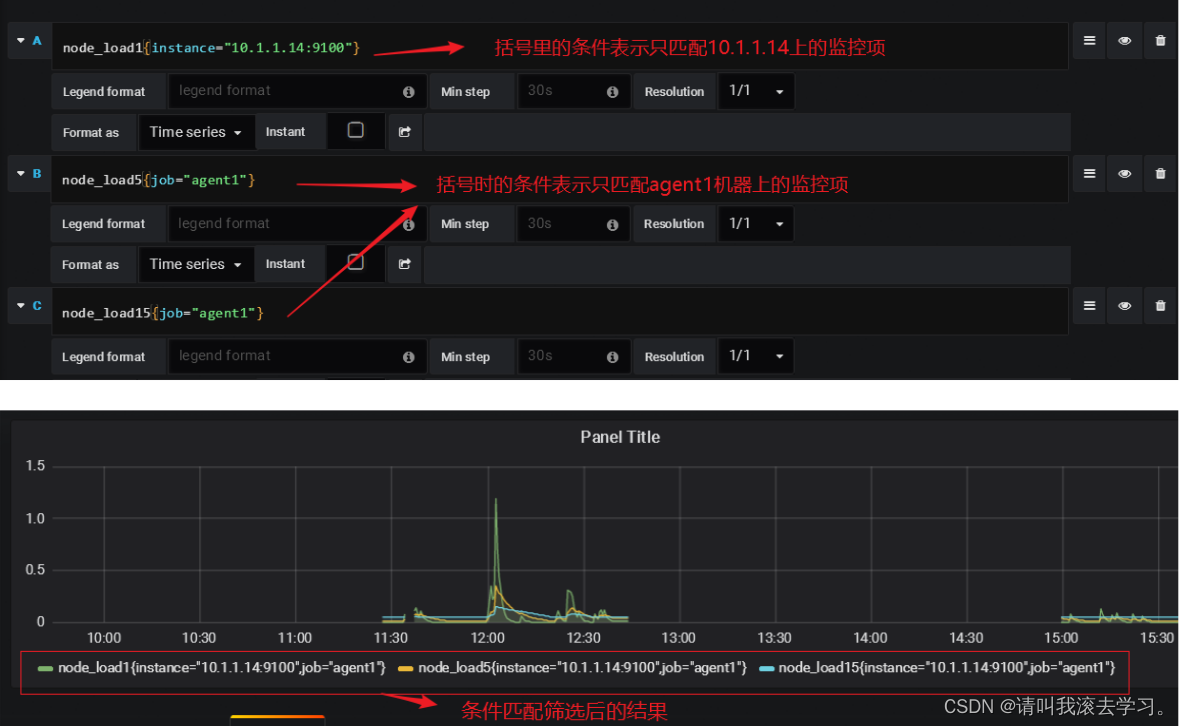 A
node_load1{instance="10.1.1.14:9100"}
括号里的条件表示只匹配10.1.1.14上的监控项
Legend format legend format Min step 30s Resolution 1/1
Format as Time series Instant
B
node_load5{job="agent1"}
括号时的条件表示只匹配agent1机器上的监控项
Legend format legend format Min step 30s Resolution 1/1
Format as Time series Instant
C
node_load15{job="agent1"}
Legend format legend format Min step 30s Resolution 1/1
Panel Title
1.5
1.0
0.5
0
10:00 10:30 11:00 11:30 12:00 12:30 13:00 13:30 14:00 14:30 15:00 15:30
node_load1{instance="10.1.1.14:9100",job="agent1"} node_load5{instance="10.1.1.14:9100",job="agent1"} node_load15{instance="10.1.1.14:9100",job="agent1"}
条件匹配筛选后的结果
CSDN @请叫我滚去学习。